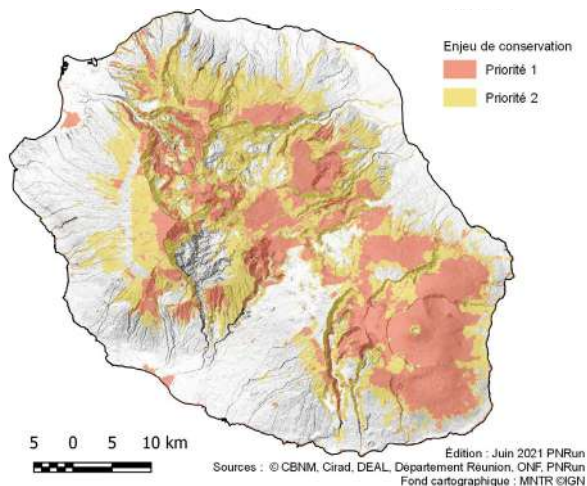 Enjeu de conservation
Priorité 1
Priorité 2
5 0 5 10 km
Édition : Juin 2021 PNRun
Sources : © CBNM, Cirad, DEAL, Département Réunion, ONF, PNRun
Fond cartographique : MNTR ©IGN